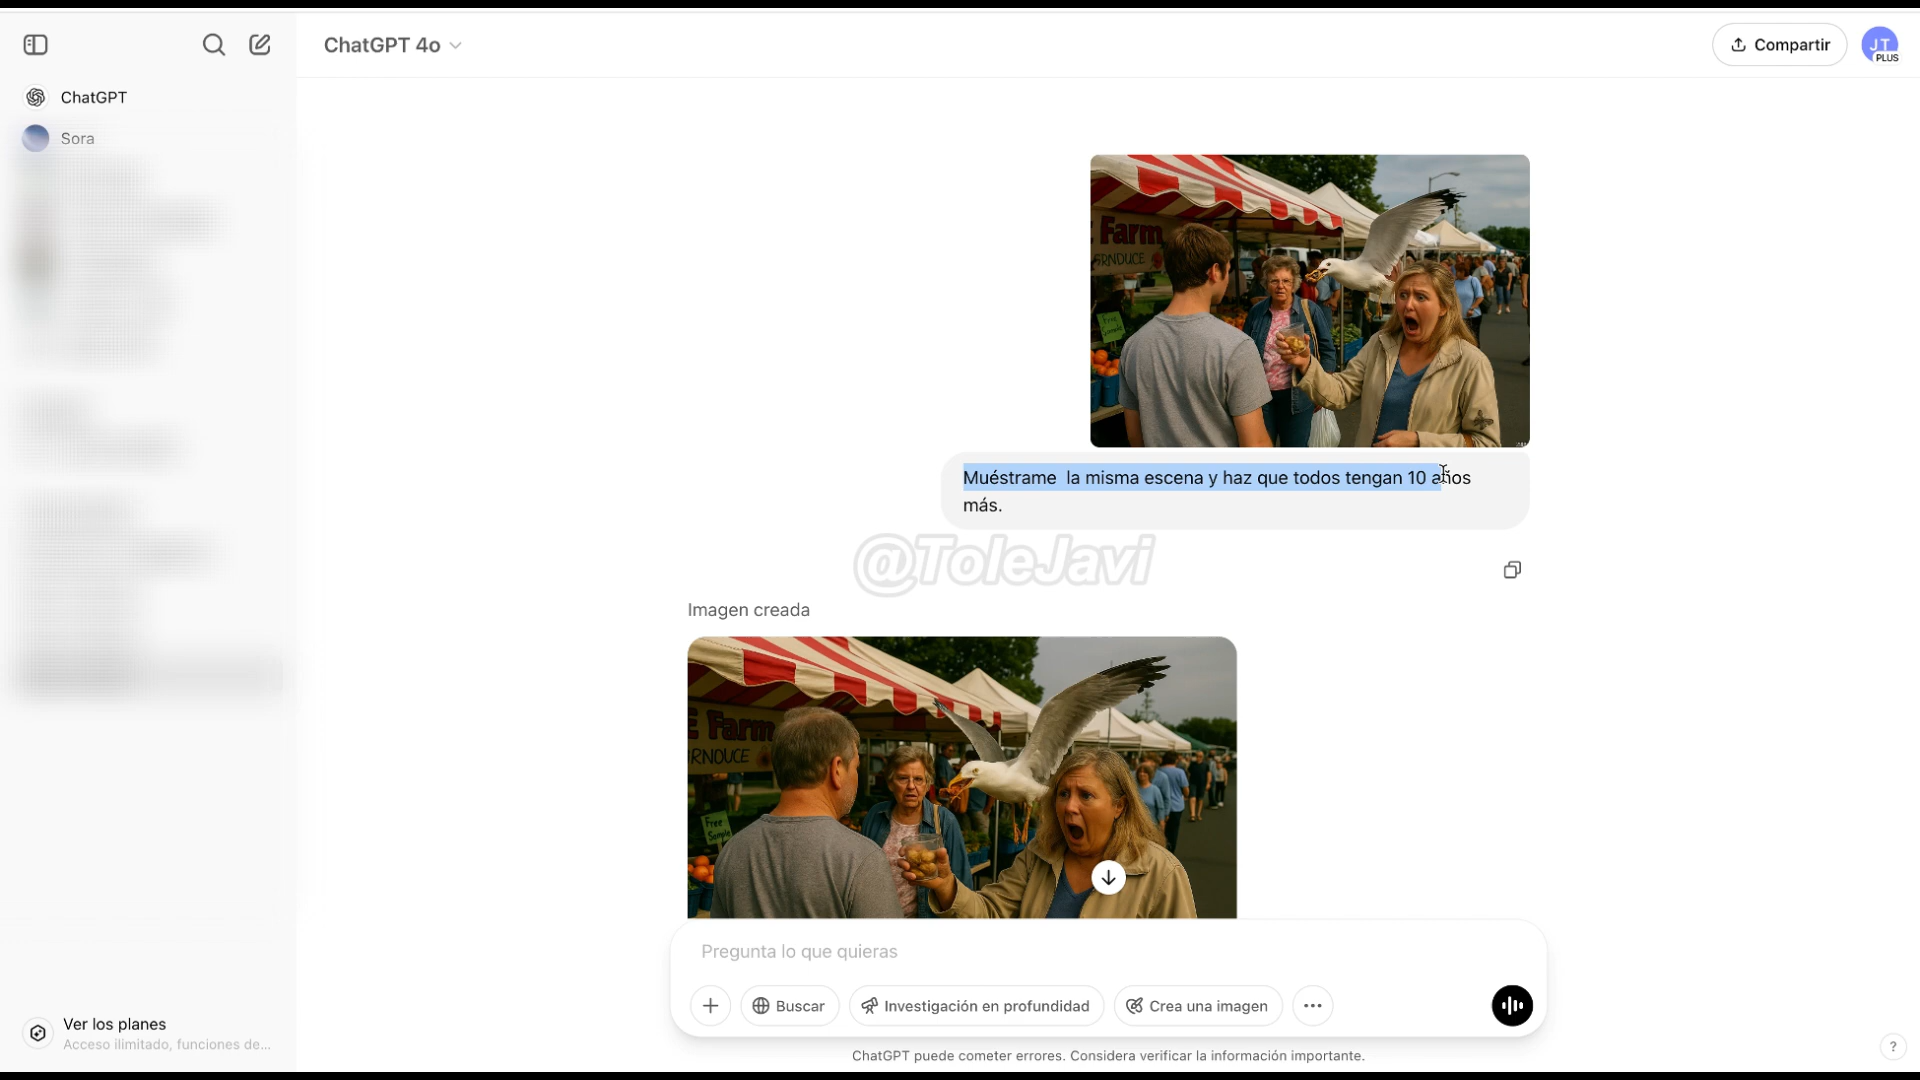 ChatGPT 4o
Compartir
JT
PLUS
ChatGPT
Sora
Farm
Free
Muéstrame  la misma escena y haz que todos tengan 10 años
más.
@ToleJavi
Imagen creada
E Farm
RNDUCE
Free
Sample
Pregunta lo que quieras
Buscar
Investigación en profundidad
Crea una imagen
Ver los planes
Acceso ilimitado, funciones de...
ChatGPT puede cometer errores. Considera verificar la información importante.
?